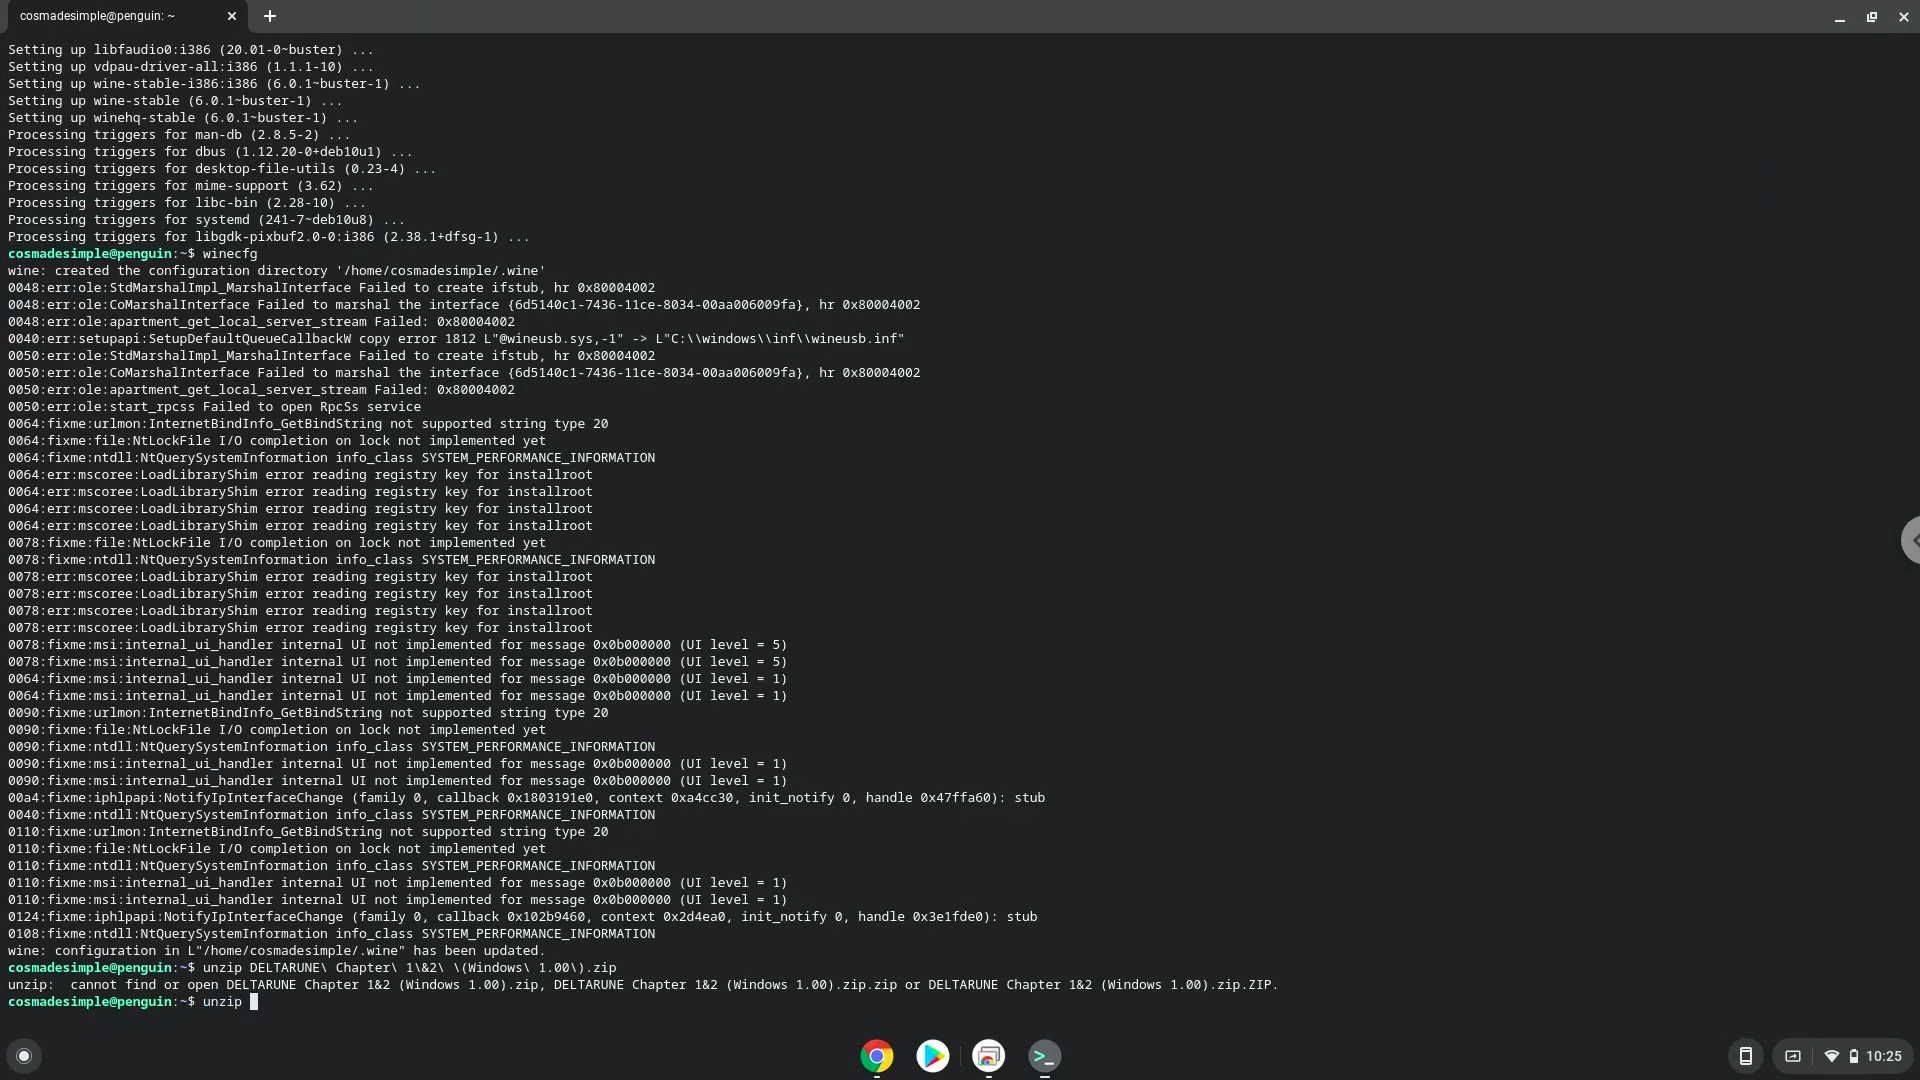 cosmadesimple@penguin: ~
Setting up libfaudio0:i386 (20.01-0~buster) ...
Setting up vdpau-driver-all:i386 (1.1.1-10) ...
Setting up wine-stable-i386:i386 (6.0.1~buster-1) ...
Setting up wine-stable (6.0.1~buster-1) ...
Setting up winehq-stable (6.0.1~buster-1) ...
Processing triggers for man-db (2.8.5-2) ...
Processing triggers for dbus (1.12.20-0+deb10u1) ...
Processing triggers for desktop-file-utils (0.23-4) ...
Processing triggers for mime-support (3.62) ...
Processing triggers for libc-bin (2.28-10) ...
Processing triggers for systemd (241-7~deb10u8) ...
Processing triggers for libgdk-pixbuf2.0-0:i386 (2.38.1+dfsg-1) ...
cosmadesimple@penguin:~$ winecfg
wine: created the configuration directory '/home/cosmadesimple/.wine'
0048:err:ole:StdMarshalImpl_MarshalInterface Failed to create ifstub, hr 0x80004002
0048:err:ole:CoMarshalInterface Failed to marshal the interface {6d5140c1-7436-11ce-8034-00aa006009fa}, hr 0x80004002
0048:err:ole:apartment_get_local_server_stream Failed: 0x80004002
0040:err:setupapi:SetupDefaultQueueCallbackW copy error 1812 L"@wineusb.sys,-1" -> L"C:\\windows\\inf\\wineusb.inf"
0050:err:ole:StdMarshalImpl_MarshalInterface Failed to create ifstub, hr 0x80004002
0050:err:ole:CoMarshalInterface Failed to marshal the interface {6d5140c1-7436-11ce-8034-00aa006009fa}, hr 0x80004002
0050:err:ole:apartment_get_local_server_stream Failed: 0x80004002
0050:err:ole:start_rpcss Failed to open RpcSs service
0064:fixme:urlmon:InternetBindInfo_GetBindString not supported string type 20
0064:fixme:file:NtLockFile I/O completion on lock not implemented yet
0064:fixme:ntdll:NtQuerySystemInformation info_class SYSTEM_PERFORMANCE_INFORMATION
0064:err:mscoree:LoadLibraryShim error reading registry key for installroot
0064:err:mscoree:LoadLibraryShim error reading registry key for installroot
0064:err:mscoree:LoadLibraryShim error reading registry key for installroot
0064:err:mscoree:LoadLibraryShim error reading registry key for installroot
0078:fixme:file:NtLockFile I/O completion on lock not implemented yet
0078:fixme:ntdll:NtQuerySystemInformation info_class SYSTEM_PERFORMANCE_INFORMATION
0078:err:mscoree:LoadLibraryShim error reading registry key for installroot
0078:err:mscoree:LoadLibraryShim error reading registry key for installroot
0078:err:mscoree:LoadLibraryShim error reading registry key for installroot
0078:err:mscoree:LoadLibraryShim error reading registry key for installroot
0078:fixme:msi:internal_ui_handler internal UI not implemented for message 0x0b000000 (UI level = 5)
0078:fixme:msi:internal_ui_handler internal UI not implemented for message 0x0b000000 (UI level = 5)
0064:fixme:msi:internal_ui_handler internal UI not implemented for message 0x0b000000 (UI level = 1)
0064:fixme:msi:internal_ui_handler internal UI not implemented for message 0x0b000000 (UI level = 1)
0090:fixme:urlmon:InternetBindInfo_GetBindString not supported string type 20
0090:fixme:file:NtLockFile I/O completion on lock not implemented yet
0090:fixme:ntdll:NtQuerySystemInformation info_class SYSTEM_PERFORMANCE_INFORMATION
0090:fixme:msi:internal_ui_handler internal UI not implemented for message 0x0b000000 (UI level = 1)
0090:fixme:msi:internal_ui_handler internal UI not implemented for message 0x0b000000 (UI level = 1)
00a4:fixme:iphlpapi:NotifyIpInterfaceChange (family 0, callback 0x1803191e0, context 0xa4cc30, init_notify 0, handle 0x47ffa60): stub
0040:fixme:ntdll:NtQuerySystemInformation info_class SYSTEM_PERFORMANCE_INFORMATION
0110:fixme:urlmon:InternetBindInfo_GetBindString not supported string type 20
0110:fixme:file:NtLockFile I/O completion on lock not implemented yet
0110:fixme:ntdll:NtQuerySystemInformation info_class SYSTEM_PERFORMANCE_INFORMATION
0110:fixme:msi:internal_ui_handler internal UI not implemented for message 0x0b000000 (UI level = 1)
0110:fixme:msi:internal_ui_handler internal UI not implemented for message 0x0b000000 (UI level = 1)
0124:fixme:iphlpapi:NotifyIpInterfaceChange (family 0, callback 0x102b9460, context 0x2d4ea0, init_notify 0, handle 0x3e1fde0): stub
0108:fixme:ntdll:NtQuerySystemInformation info_class SYSTEM_PERFORMANCE_INFORMATION
wine: configuration in L"/home/cosmadesimple/.wine" has been updated.
cosmadesimple@penguin:~$ unzip DELTARUNE\ Chapter\ 1\&2\ \(Windows\ 1.00\).zip
unzip:  cannot find or open DELTARUNE Chapter 1&2 (Windows 1.00).zip, DELTARUNE Chapter 1&2 (Windows 1.00).zip.zip or DELTARUNE Chapter 1&2 (Windows 1.00).zip.ZIP.
cosmadesimple@penguin:~$ unzip
10:25